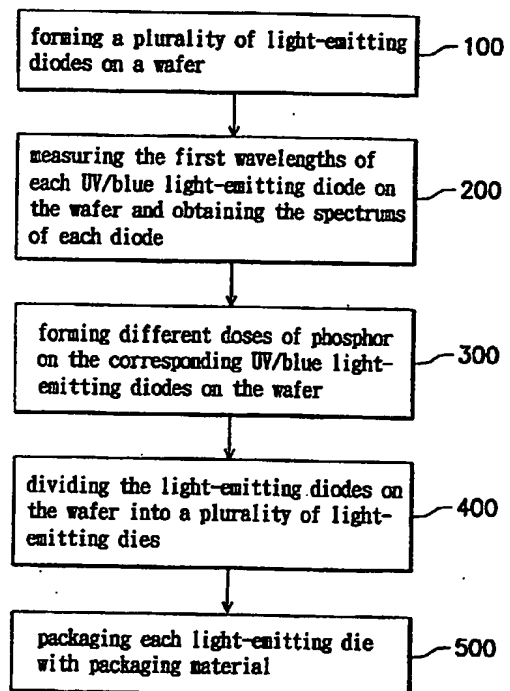 forming a plurality of light-emitting
diodes on a wafer
100
measuring the first wavelengths of
each UV/blue light-emitting diode on
the wafer and obtaining the spectrums
of each diode
200
forming different doses of phosphor
on the corresponding UV/blue light-
emitting diodes on the wafer
300
dividing the light-emitting diodes on
the wafer into a plurality of light-
emitting dies
400
packaging each light-emitting die
with packaging material
500